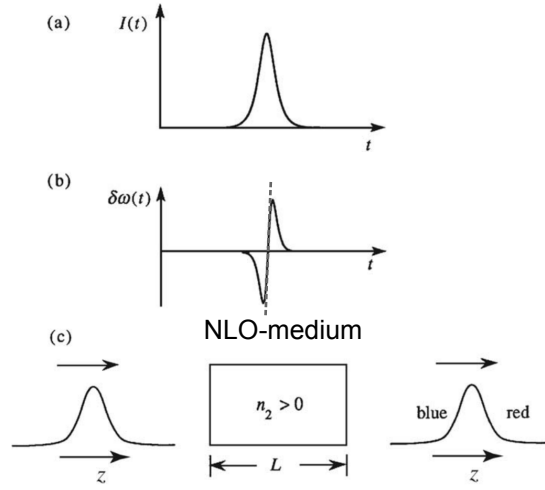 (a)
I(t)
t
(b)
δω(t)
t
NLO-medium
(c)
n₂ > 0
blue
red
z
L
z